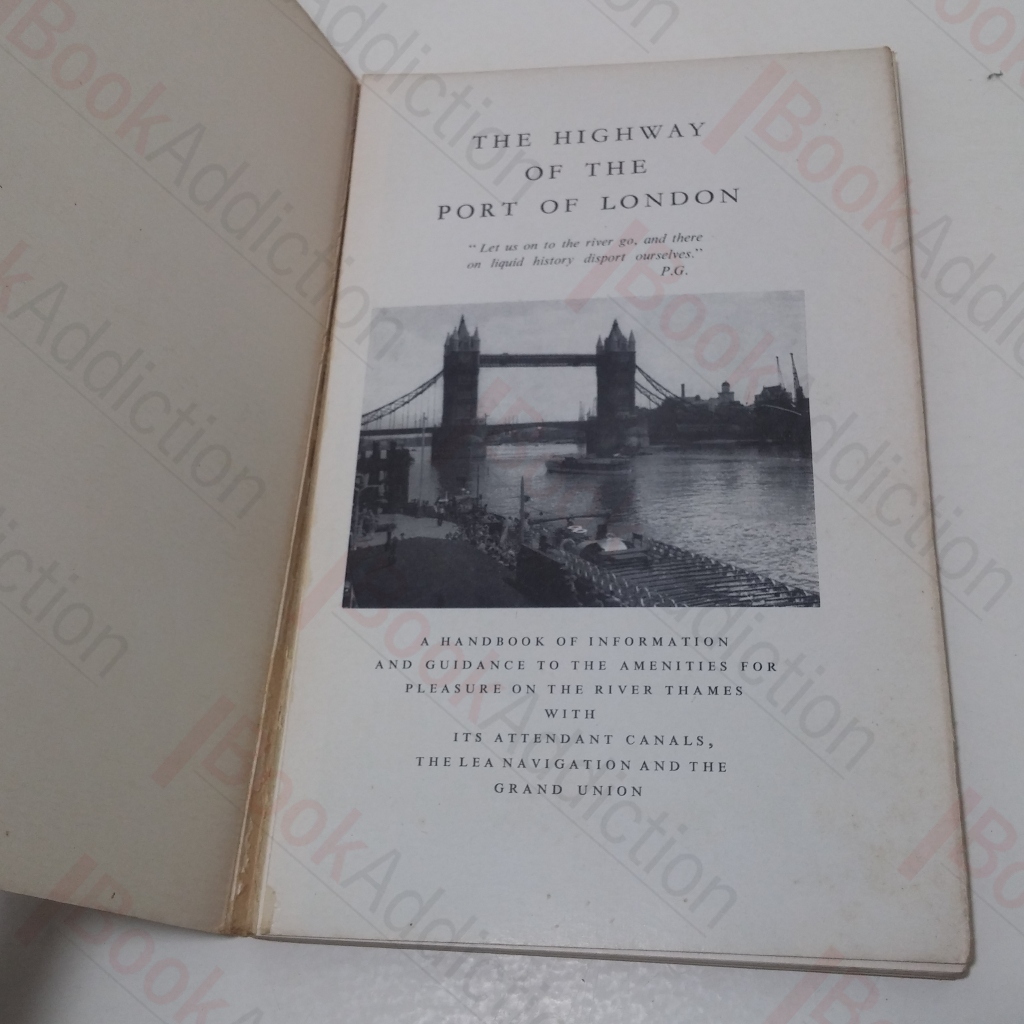 THE HIGHWAY
OF THE
PORT OF LONDON
“Let us on to the river go, and there
on liquid history disport ourselves.”
P.G.
A HANDBOOK OF INFORMATION
AND GUIDANCE TO THE AMENITIES FOR
PLEASURE ON THE RIVER THAMES
WITH
ITS ATTENDANT CANALS,
THE LEA NAVIGATION AND THE
GRAND UNION
BookAddiction